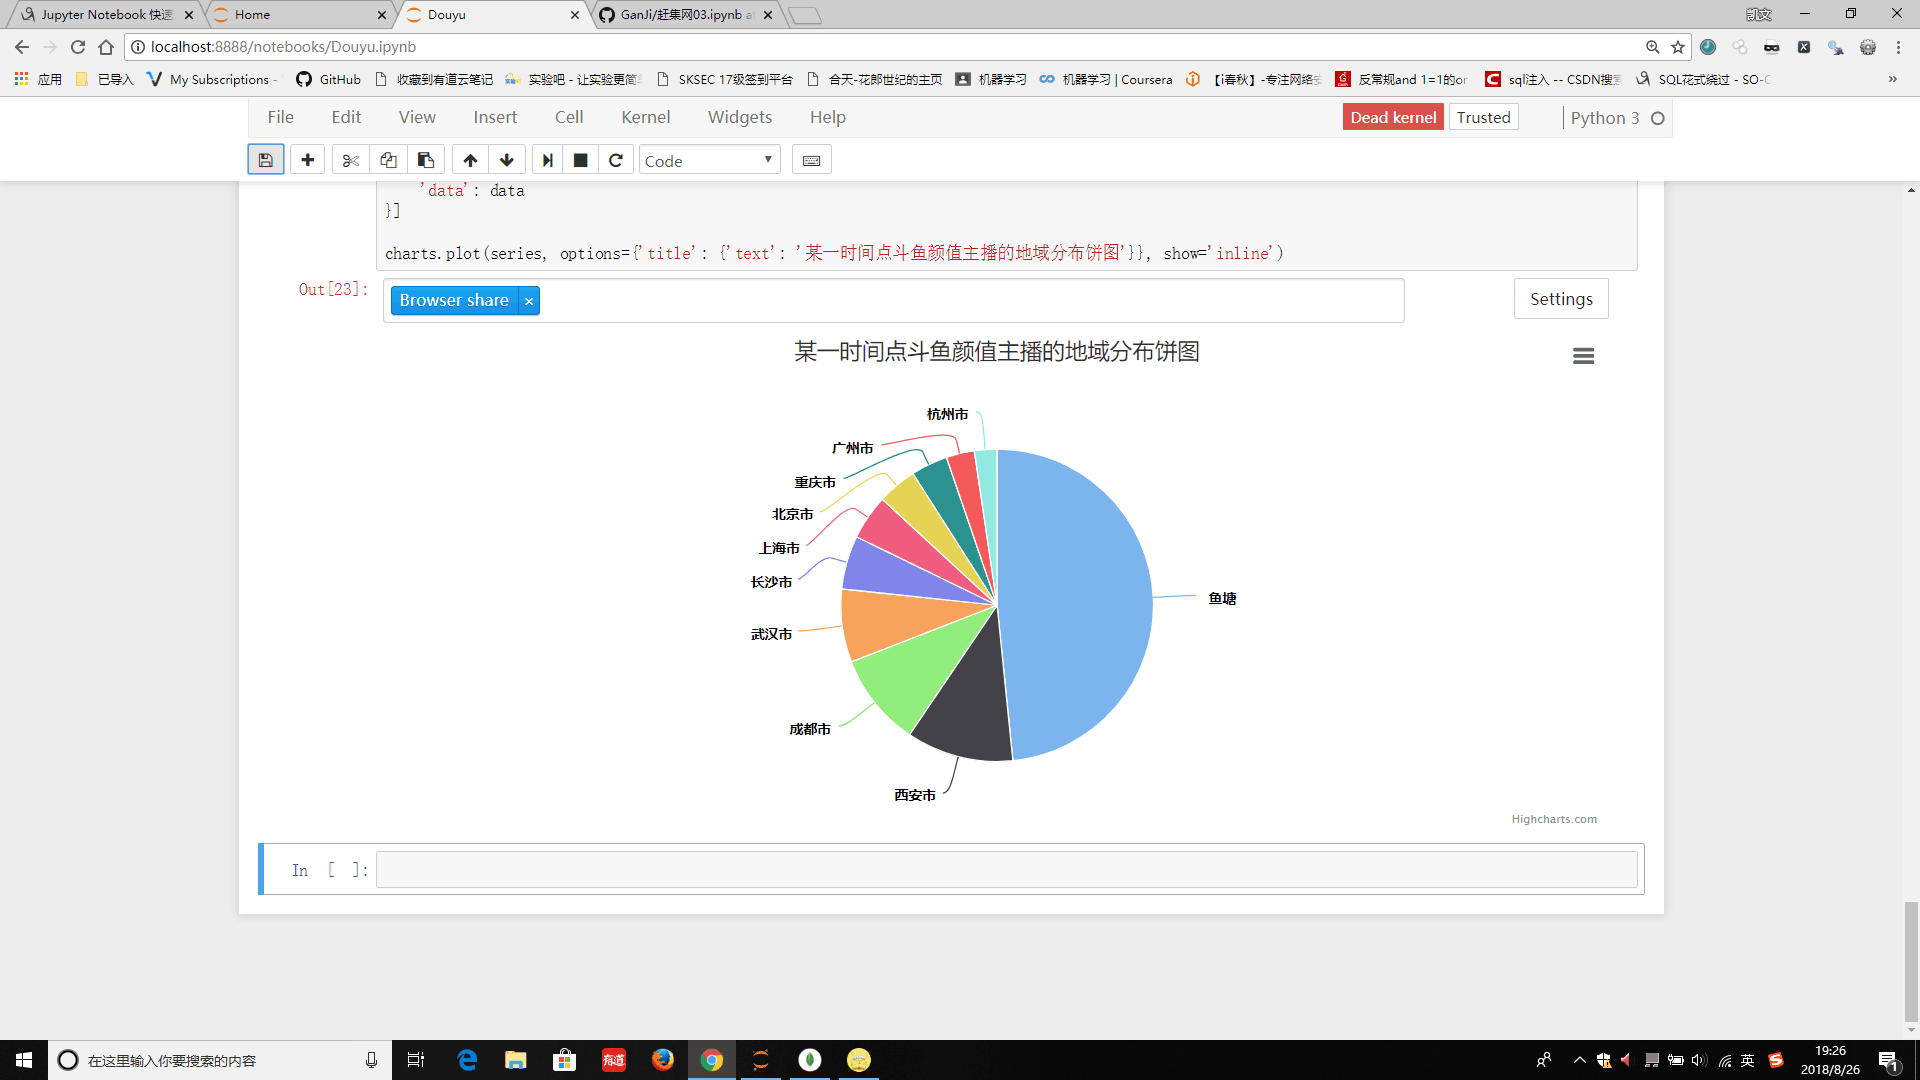 Jupyter Notebook 快速
Home
Douyu
GanJi/赶集网03.ipynb at
凯文
localhost:8888/notebooks/Douyu.ipynb
应用
已导入
My Subscriptions -
GitHub
收藏到有道云笔记
实验吧 - 让实验更简单
SKSEC 17级签到平台
合天-花郎世纪的主页
机器学习
机器学习 | Coursera
【i春秋】-专注网络安
反常规and 1=1的or
sql注入 -- CSDN搜索
SQL花式绕过 - SO-C
»
File
Edit
View
Insert
Cell
Kernel
Widgets
Help
Dead kernel
Trusted
Python 3
Code
'data': data
}]
charts.plot(series, options={'title': {'text': '某一时间点斗鱼颜值主播的地域分布饼图'}}, show='inline')
Out[23]:
Browser share ×
Settings
某一时间点斗鱼颜值主播的地域分布饼图
杭州市
广州市
重庆市
北京市
上海市
长沙市
鱼塘
武汉市
成都市
西安市
Highcharts.com
In [ ]:
在这里输入你要搜索的内容
有道
英
19:26
2018/8/26
1